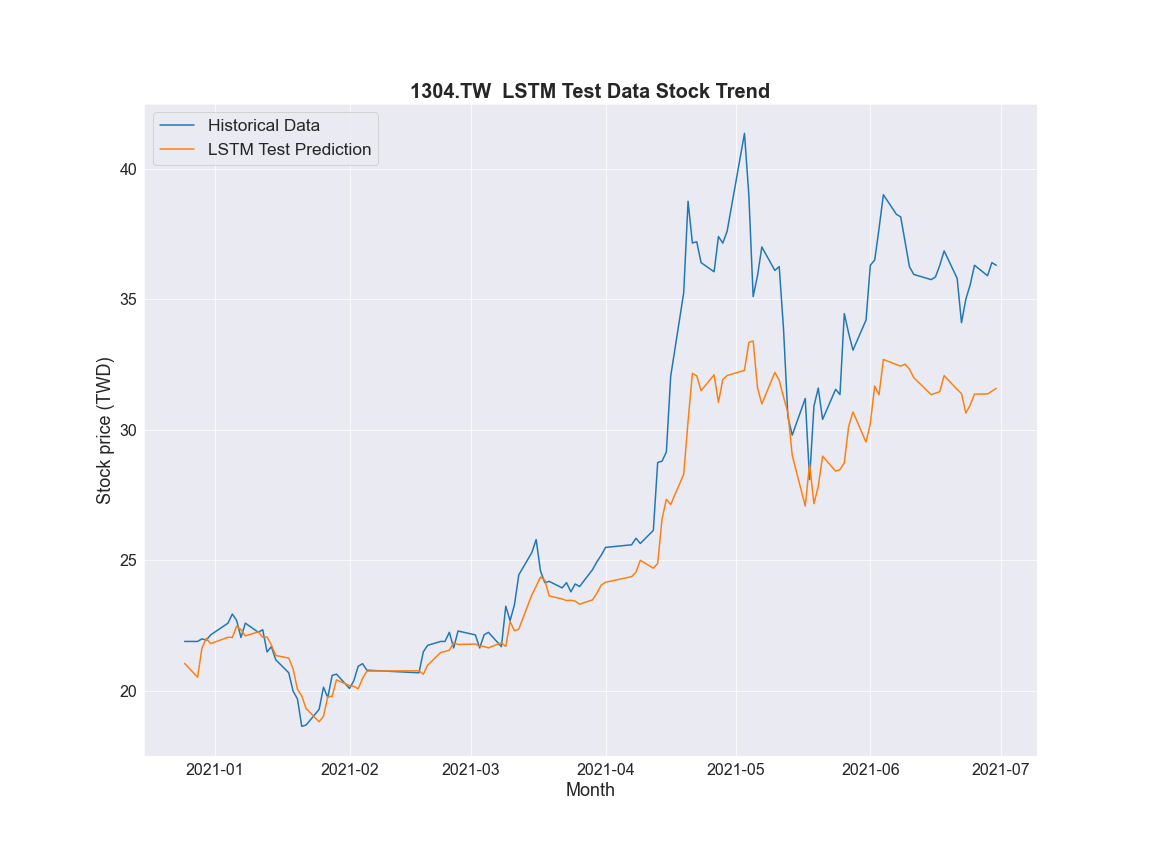 1304.TW  LSTM Test Data Stock Trend
Historical Data
LSTM Test Prediction
40
35
30
25
20
Stock price (TWD)
2021-01 2021-02 2021-03 2021-04 2021-05 2021-06 2021-07
Month